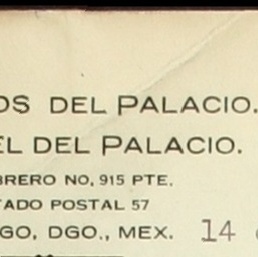 OS DEL PALACIO.
EL DEL PALACIO.
BRERO NO, 915 PTE.
TADO POSTAL 57
GO, DGO., MEX. 14